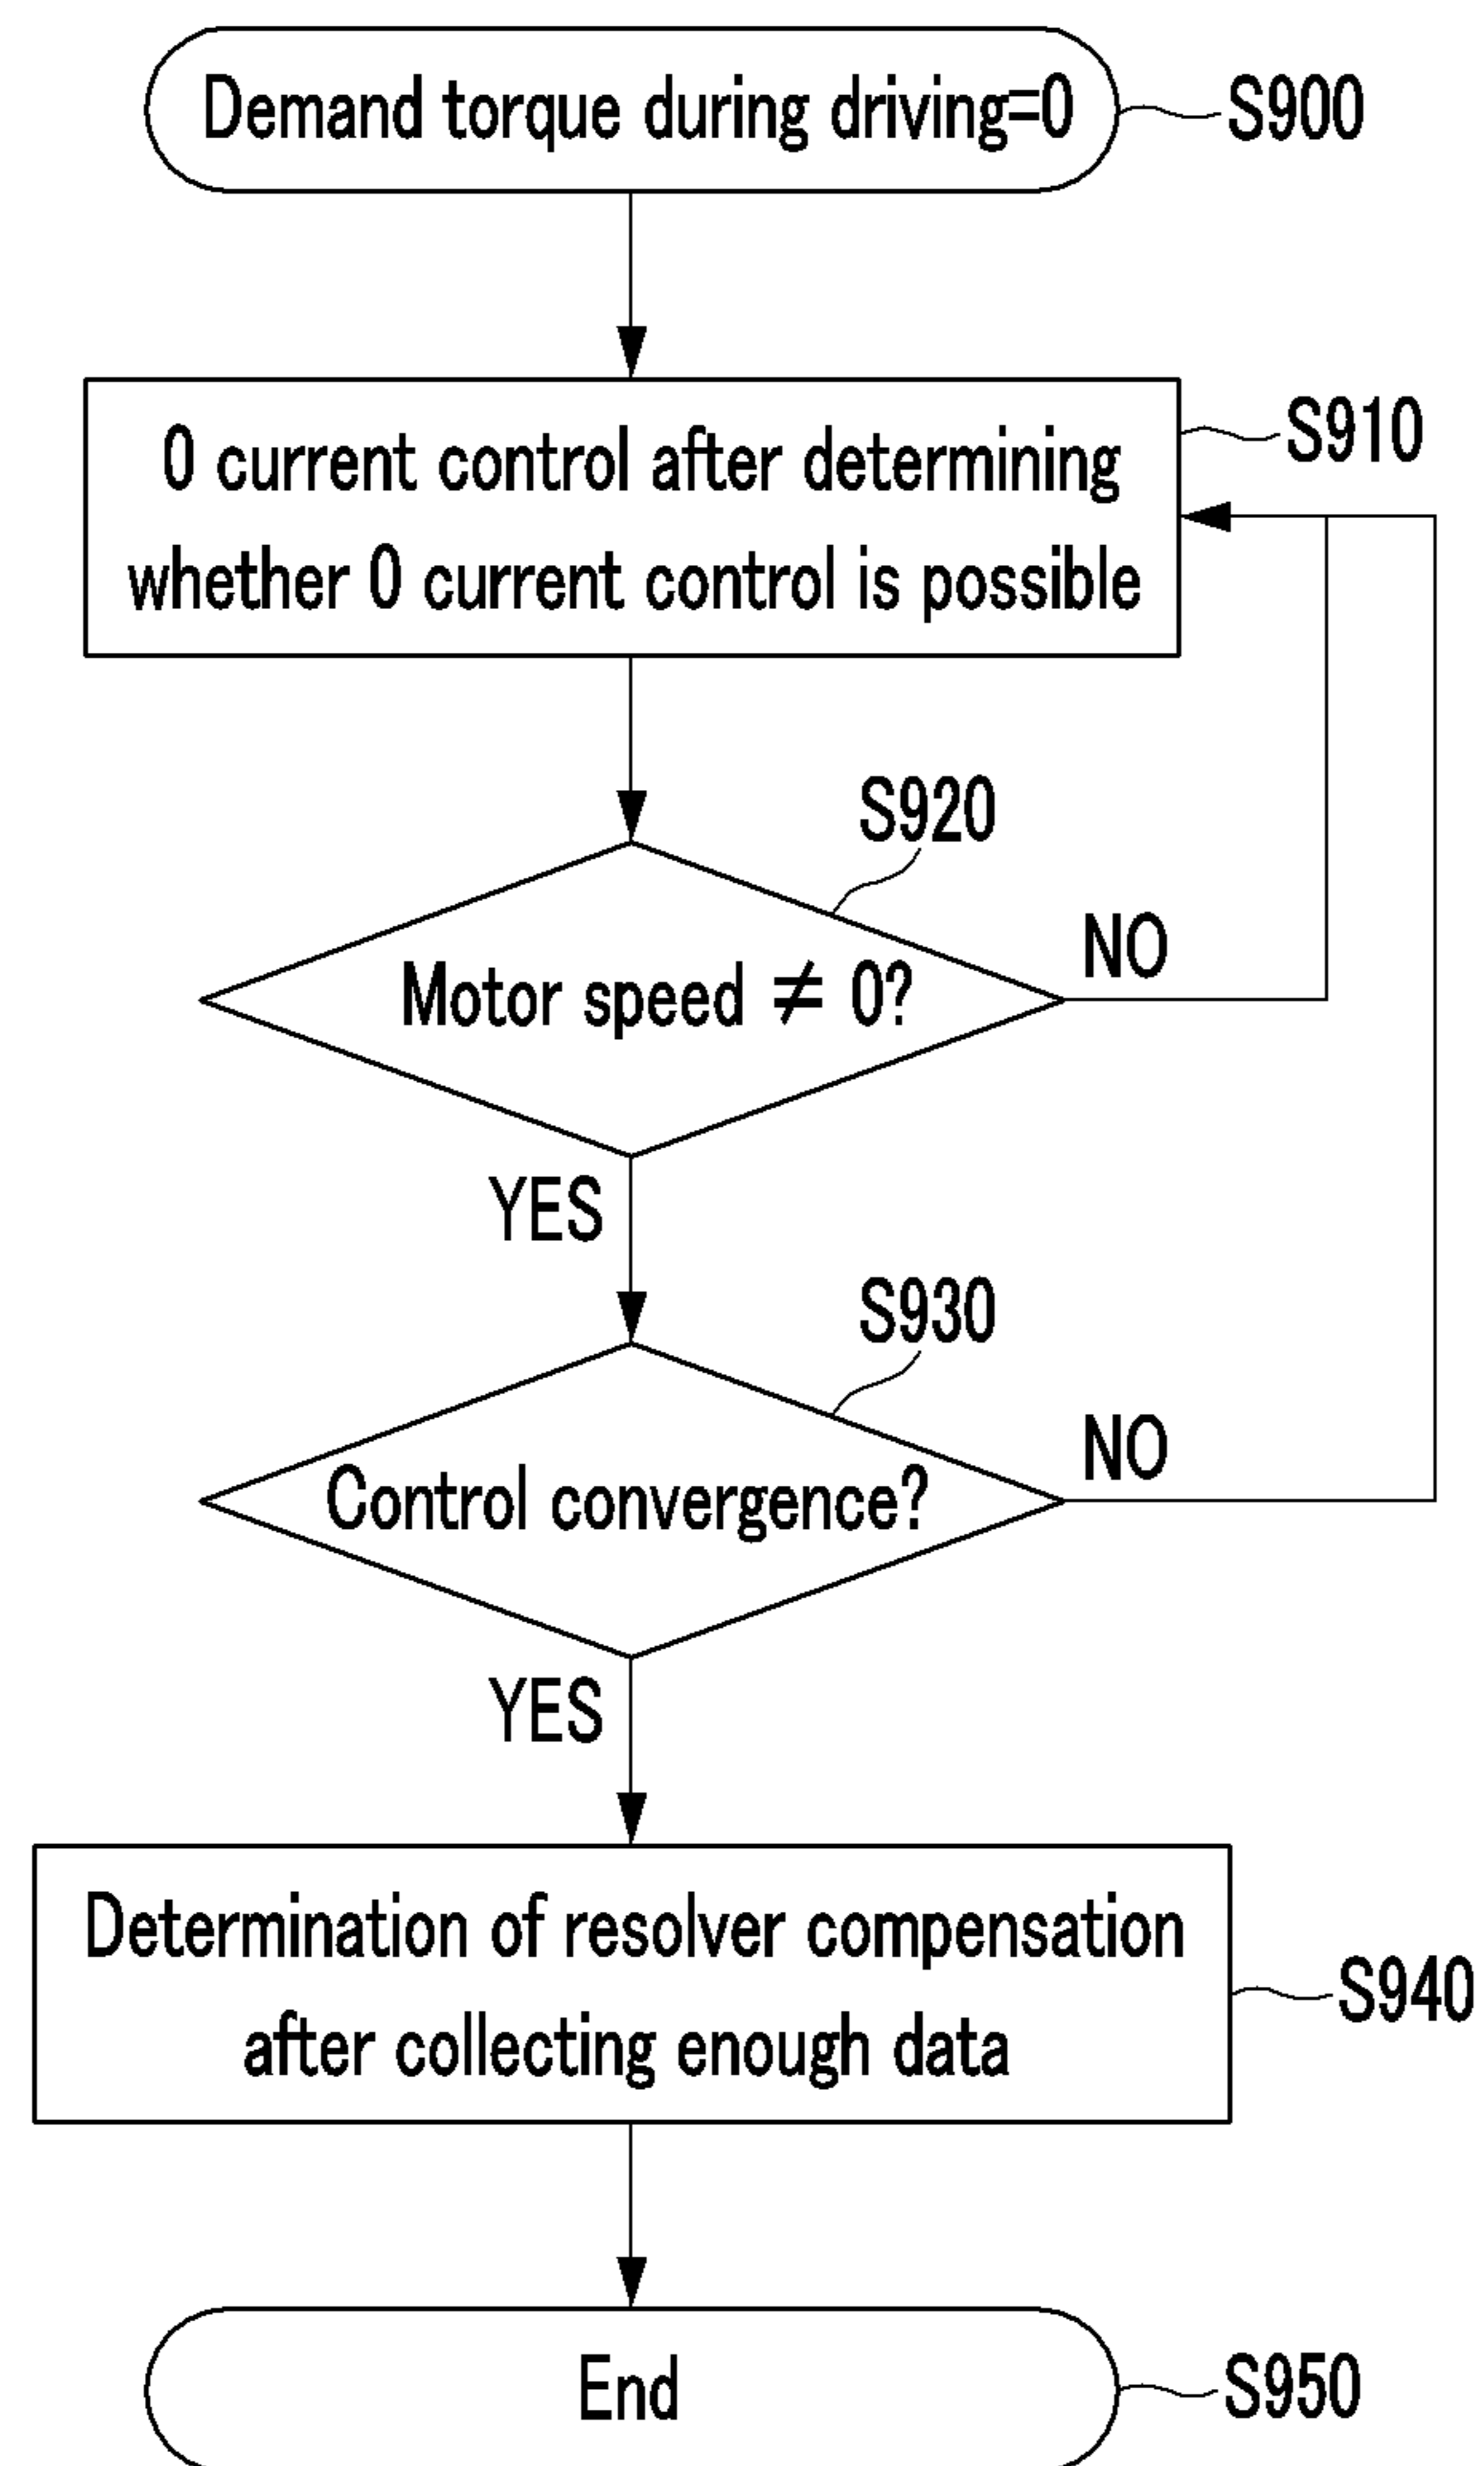 Demand torque during driving=0
S900
0 current control after determining
whether 0 current control is possible
S910
S920
Motor speed ≠ 0?
NO
YES
S930
Control convergence?
NO
YES
Determination of resolver compensation
after collecting enough data
S940
End
S950